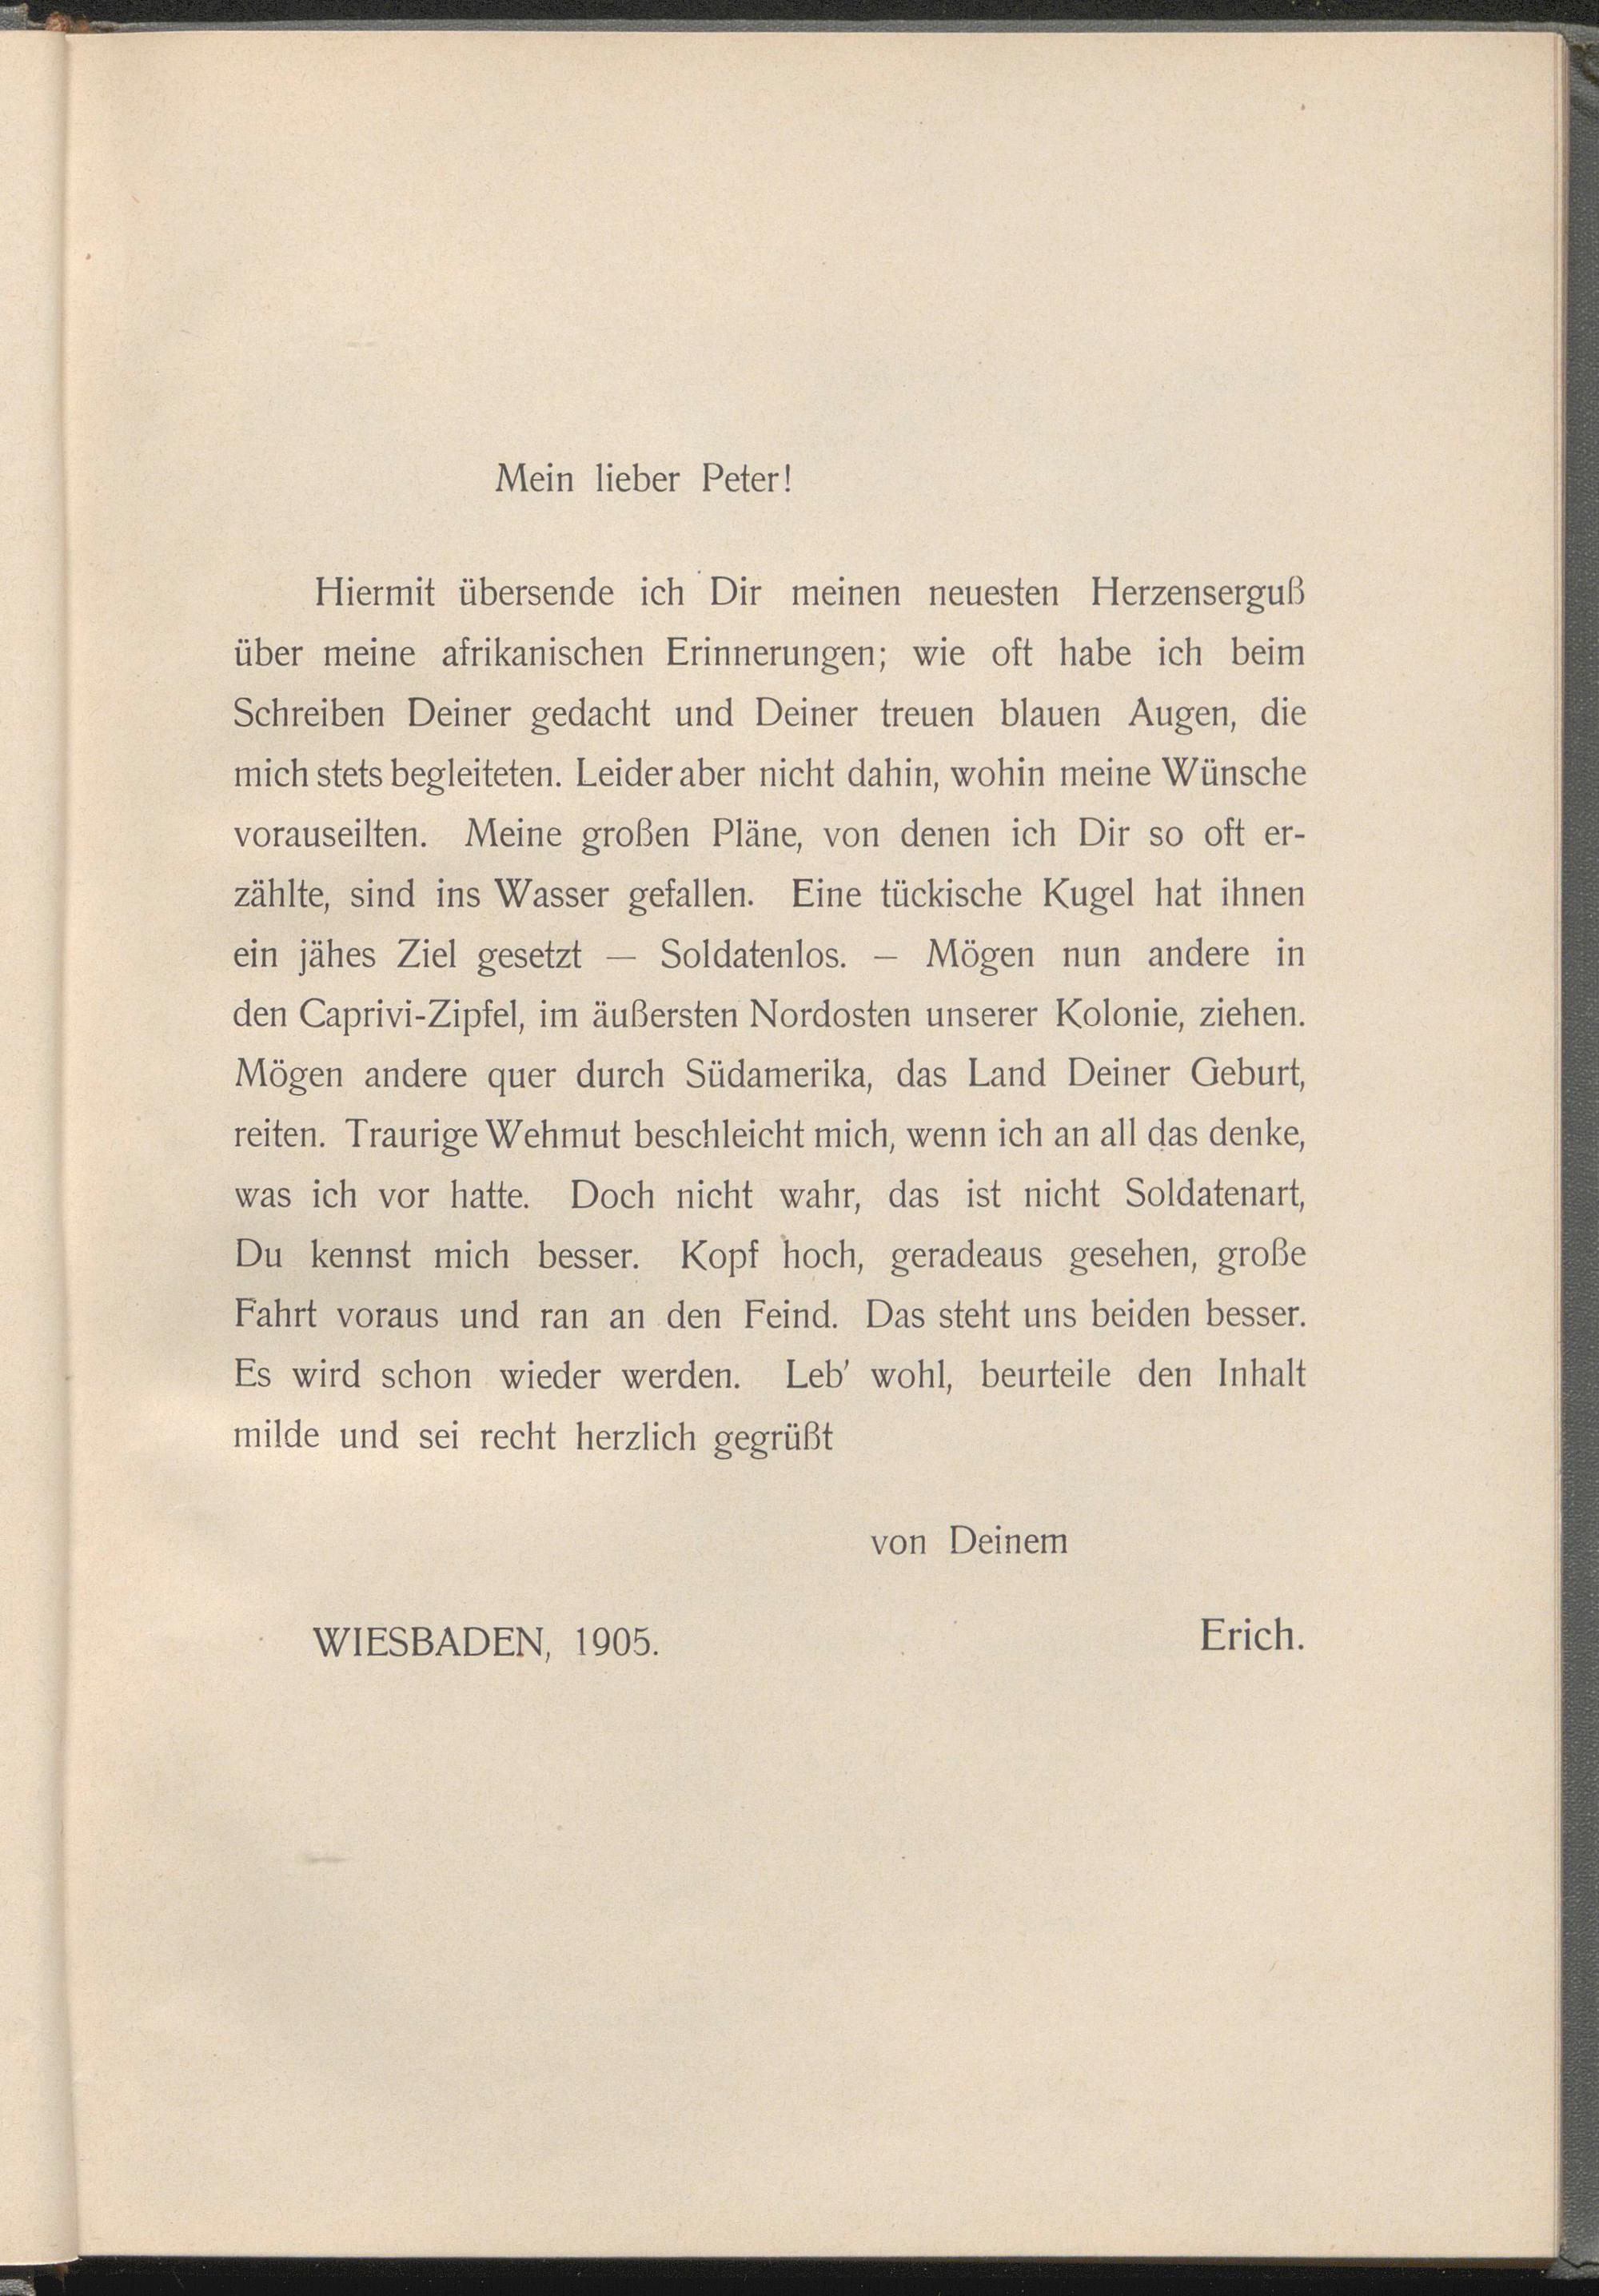 Mein lieber Peter!
Hiermit übersende ich Dir meinen neuesten Herzenserguß
über meine afrikanischen Erinnerungen; wie oft habe ich beim
Schreiben Deiner gedacht und Deiner treuen blauen Augen, die
mich stets begleiteten. Leider aber nicht dahin, wohin meine Wünsche
vorauseilten. Meine großen Pläne, von denen ich Dir so oft er-
zählte, sind ins Wasser gefallen. Eine tückische Kugel hat ihnen
ein jähes Ziel gesetzt — Soldatenlos. — Mögen nun andere in
den Caprivi-Zipfel, im äußersten Nordosten unserer Kolonie, ziehen.
Mögen andere quer durch Südamerika, das Land Deiner Geburt,
reiten. Traurige Wehmut beschleicht mich, wenn ich an all das denke,
was ich vor hatte. Doch nicht wahr, das ist nicht Soldatenart,
Du kennst mich besser. Kopf hoch, geradeaus gesehen, große
Fahrt voraus und ran an den Feind. Das steht uns beiden besser.
Es wird schon wieder werden. Leb' wohl, beurteile den Inhalt
milde und sei recht herzlich gegrüßt
von Deinem
WIESBADEN, 1905. Erich.